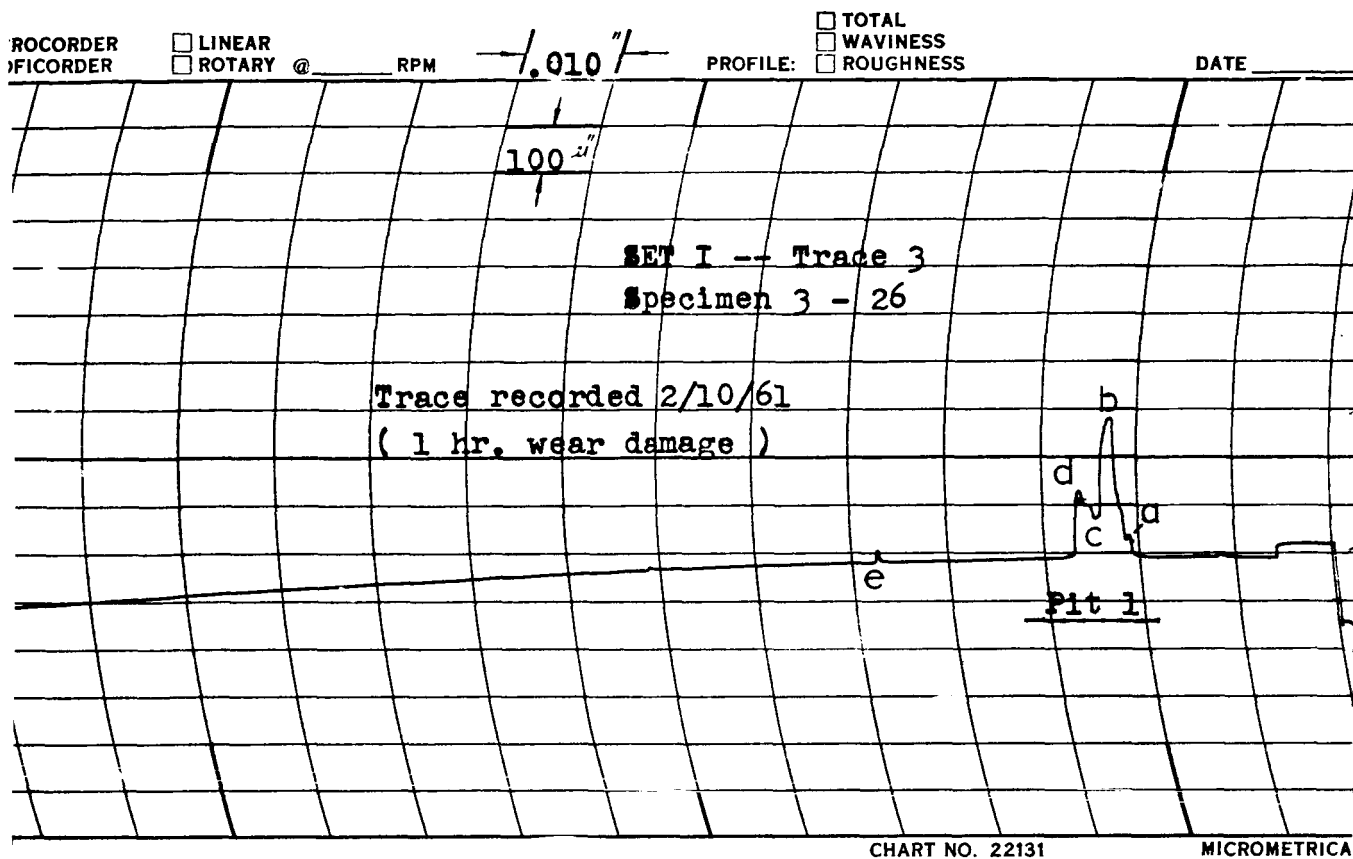 ROCORDER □ LINEAR
FICORDER □ ROTARY @______ RPM
.010"
PROFILE: □ TOTAL
□ WAVINESS
□ ROUGHNESS
DATE
100 µ"
SET I -- Trace 3
Specimen 3 - 26
Trace recorded 2/10/61
( 1 hr. wear damage )
b
d
a
c
e
Pit 1
CHART NO. 22131
MICROMETRICA